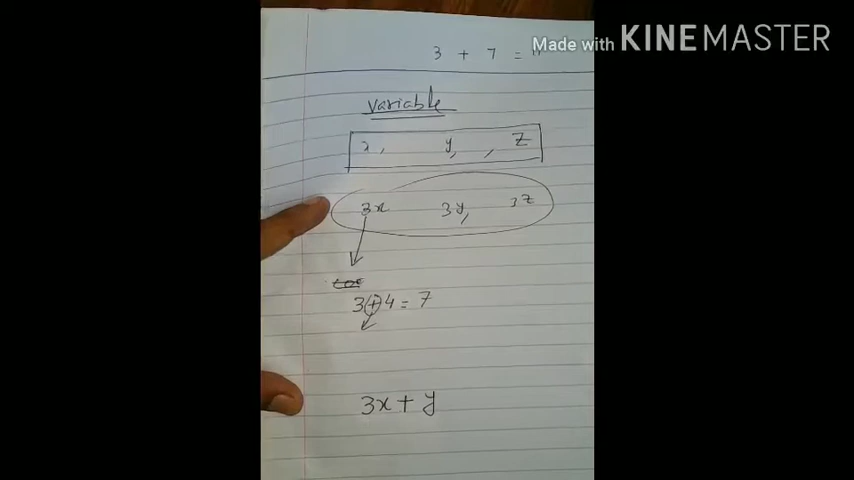 3 + 7 =
Made with KINEMASTER
Variable
x, y, , z
3x 3y, 3z
3+4=7
3x+y